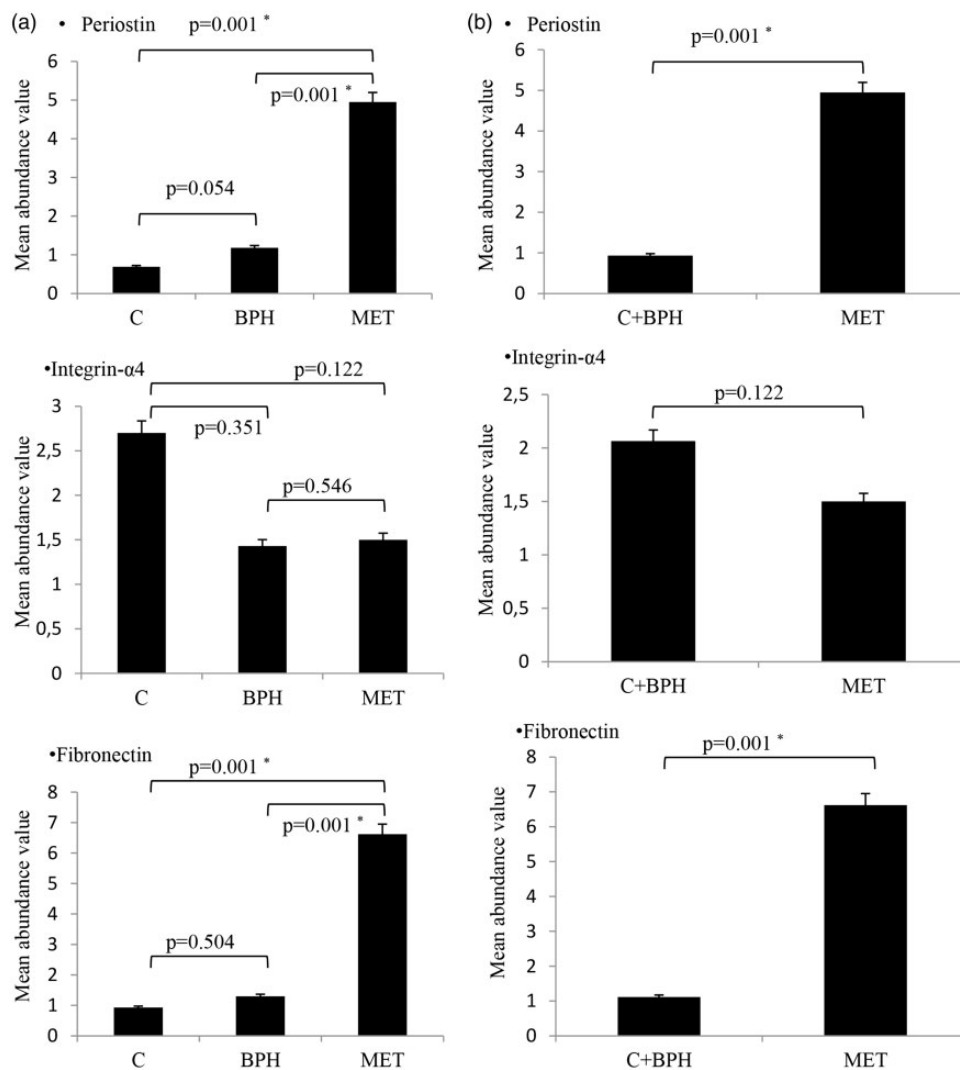 (a)
• Periostin
p=0.001 *
p=0.001 *
p=0.054
Mean abundance value
6
5
4
3
2
1
0
C BPH MET
(b)
• Periostin
p=0.001 *
Mean abundance value
6
5
4
3
2
1
0
C+BPH MET
•Integrin-α4
p=0.122
p=0.351
p=0.546
Mean abundance value
3
2,5
2
1,5
1
0,5
0
C BPH MET
•Integrin-α4
p=0.122
Mean abundance value
2,5
2
1,5
1
0,5
0
C+BPH MET
•Fibronectin
p=0.001 *
p=0.001 *
p=0.504
Mean abundance value
8
7
6
5
4
3
2
1
0
C BPH MET
•Fibronectin
p=0.001 *
Mean abundance value
8
7
6
5
4
3
2
1
0
C+BPH MET